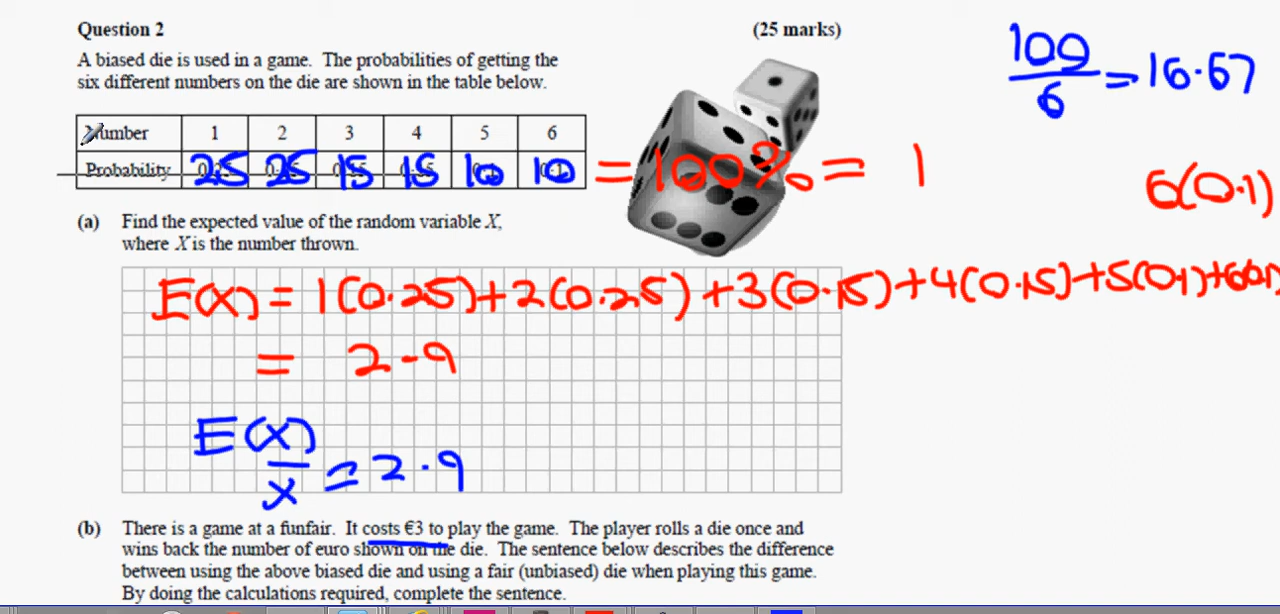 Question 2 (25 marks)
A biased die is used in a game. The probabilities of getting the
six different numbers on the die are shown in the table below.
Number 1 2 3 4 5 6
Probability 25 25 15 15 10 10 = 100% = 1
100/6 = 16.67
6(0.1)
(a) Find the expected value of the random variable X,
where X is the number thrown.
E(X) = 1(0.25)+2(0.25)+3(0.15)+4(0.15)+5(0.1)+6(0.1)
= 2.9
E(X)
x = 2.9
(b) There is a game at a funfair. It costs €3 to play the game. The player rolls a die once and
wins back the number of euro shown on the die. The sentence below describes the difference
between using the above biased die and using a fair (unbiased) die when playing this game.
By doing the calculations required, complete the sentence.